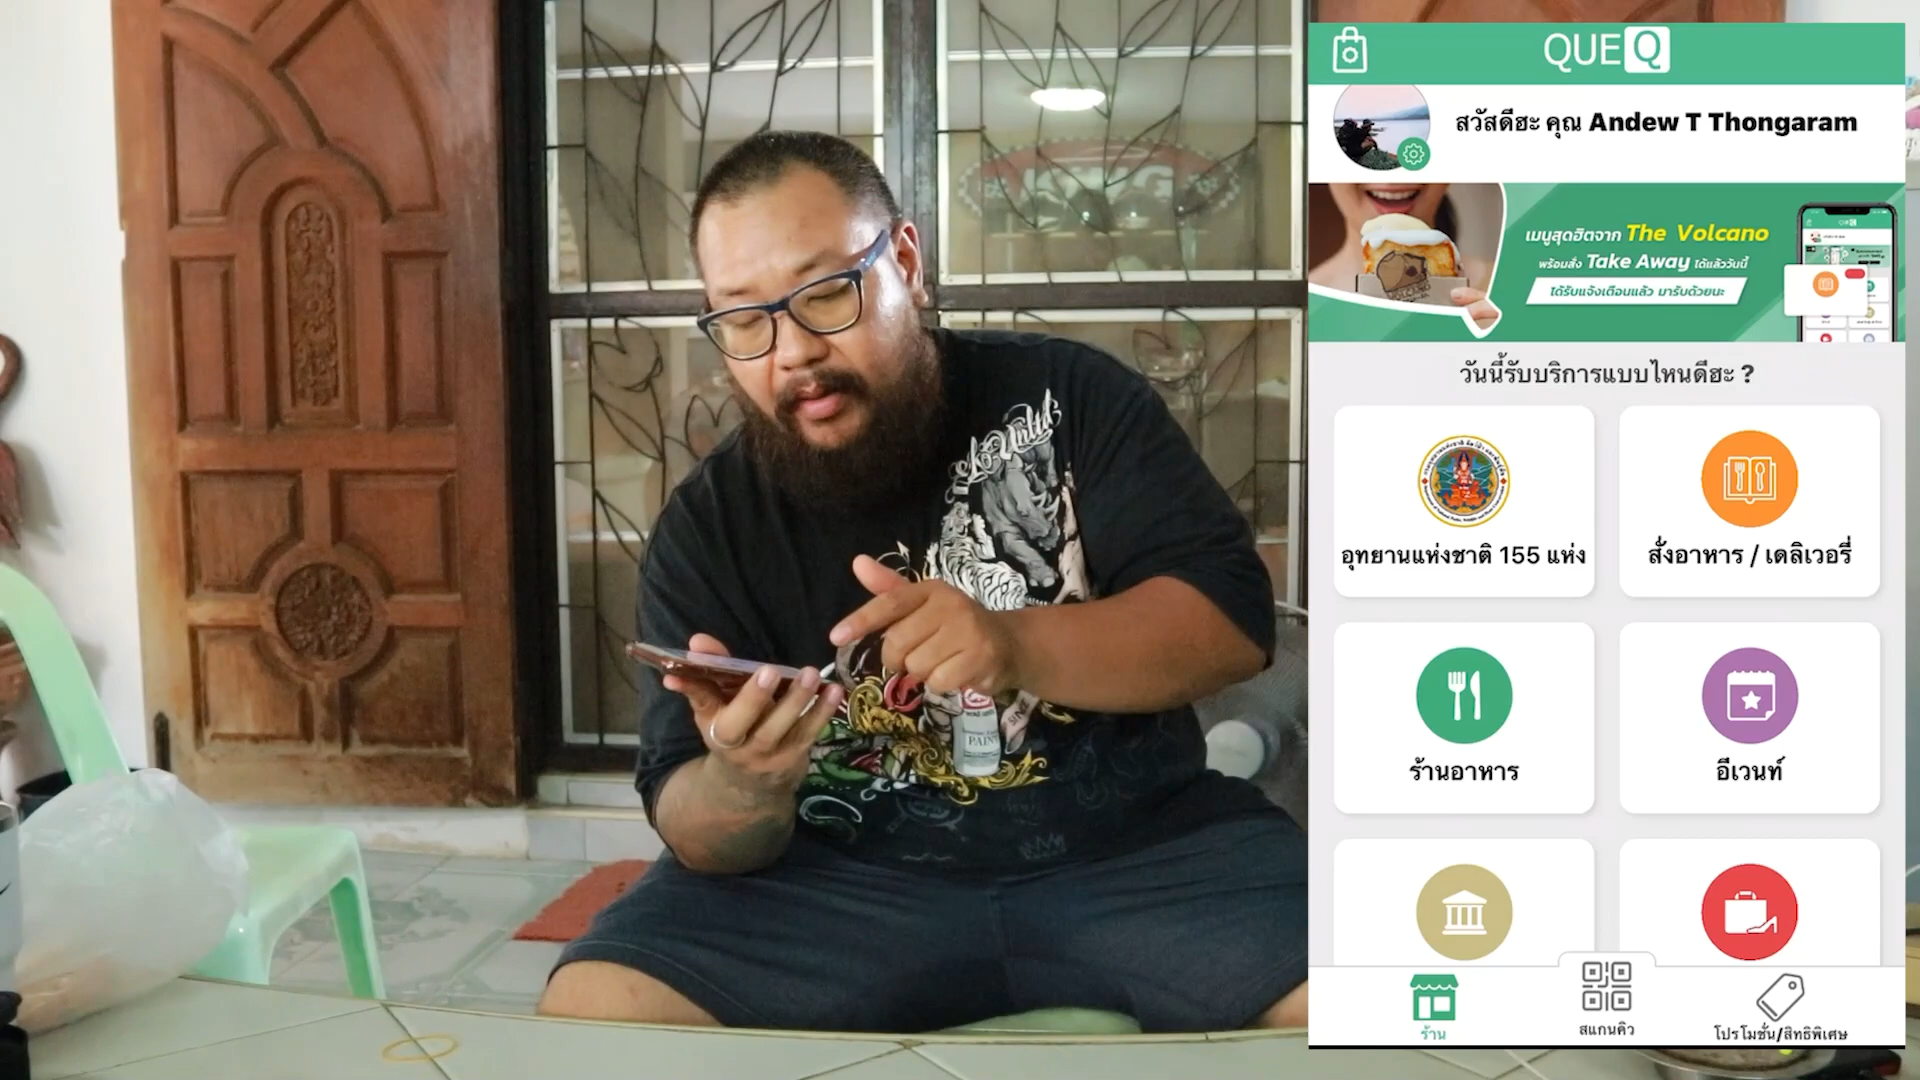 QUEQ
สวัสดีฮะ คุณ Andew T Thongaram
เมนูสุดฮิตจาก The Volcano
พร้อมสั่ง Take Away ได้แล้ววันนี้
ได้รับแจ้งเตือนแล้ว มารับด้วยนะ
วันนี้รับบริการแบบไหนดีฮะ ?
อุทยานแห่งชาติ 155 แห่ง
สั่งอาหาร / เดลิเวอรี่
ร้านอาหาร
อีเวนท์
ร้าน
สแกนคิว
โปรโมชั่น/สิทธิพิเศษ
Ecko Unltd
PAINT
SINCE